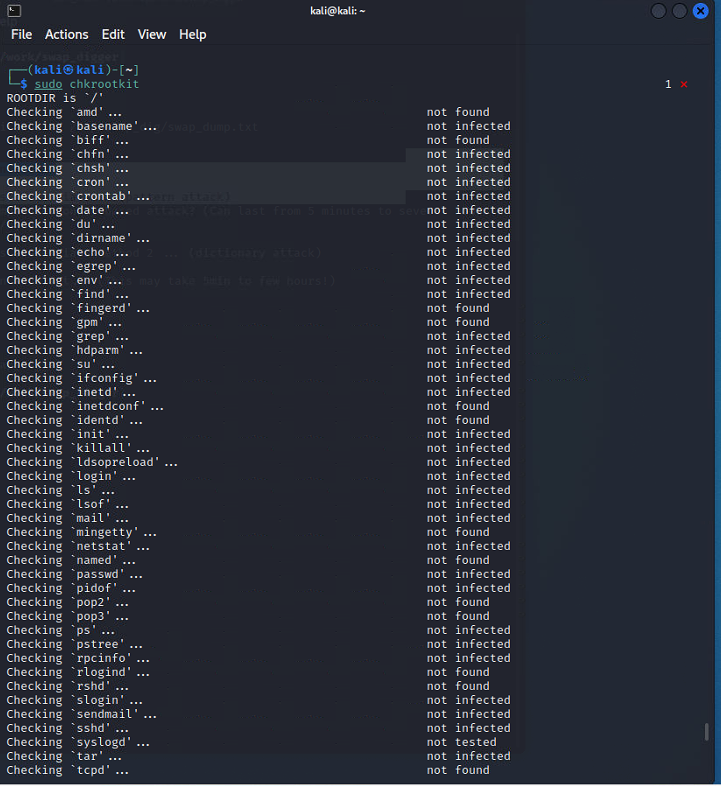 kali@kali: ~
File Actions Edit View Help
(kali㉿kali)-[~]
$ sudo chkrootkit 1 ✗
ROOTDIR is `/'
Checking `amd'... not found
Checking `basename'... not infected
Checking `biff'... not found
Checking `chfn'... not infected
Checking `chsh'... not infected
Checking `cron'... not infected
Checking `crontab'... not infected
Checking `date'... not infected
Checking `du'... not infected
Checking `dirname'... not infected
Checking `echo'... not infected
Checking `egrep'... not infected
Checking `env'... not infected
Checking `find'... not infected
Checking `fingerd'... not found
Checking `gpm'... not found
Checking `grep'... not infected
Checking `hdparm'... not infected
Checking `su'... not infected
Checking `ifconfig'... not infected
Checking `inetd'... not infected
Checking `inetdconf'... not found
Checking `identd'... not found
Checking `init'... not infected
Checking `killall'... not infected
Checking `ldsopreload'... not infected
Checking `login'... not infected
Checking `ls'... not infected
Checking `lsof'... not infected
Checking `mail'... not infected
Checking `mingetty'... not found
Checking `netstat'... not infected
Checking `named'... not found
Checking `passwd'... not infected
Checking `pidof'... not infected
Checking `pop2'... not found
Checking `pop3'... not found
Checking `ps'... not infected
Checking `pstree'... not infected
Checking `rpcinfo'... not infected
Checking `rlogind'... not found
Checking `rshd'... not found
Checking `slogin'... not infected
Checking `sendmail'... not infected
Checking `sshd'... not infected
Checking `syslogd'... not tested
Checking `tar'... not infected
Checking `tcpd'... not found